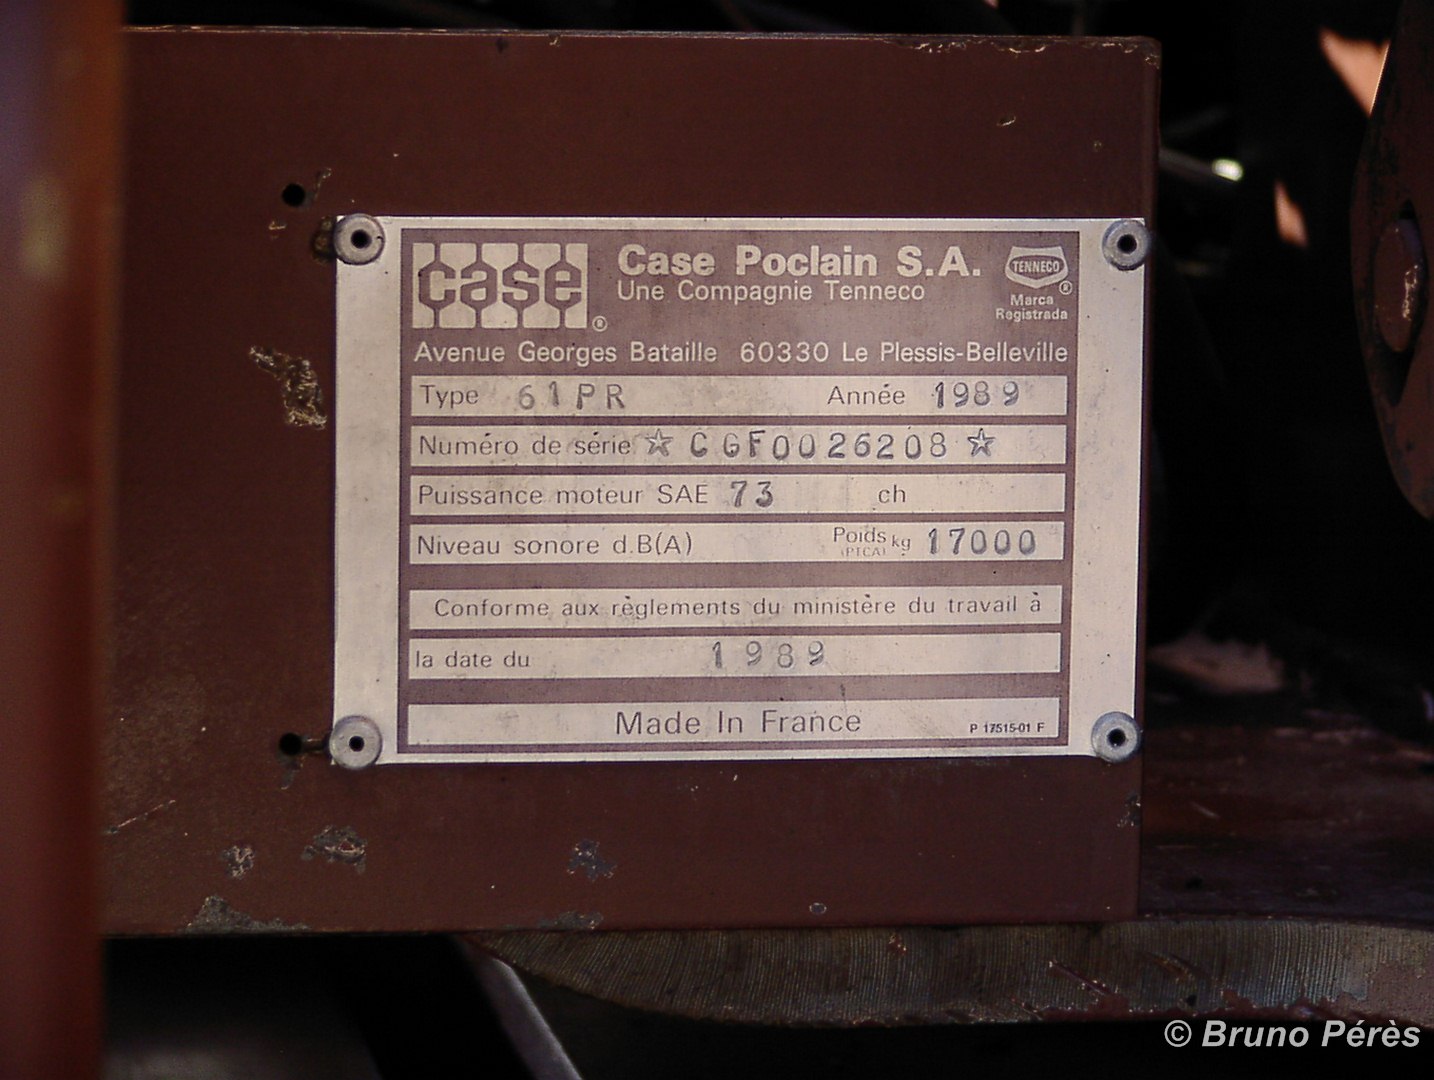 case ®
Case Poclain S.A.
Une Compagnie Tenneco
TENNECO ®
Marca
Registrada
Avenue Georges Bataille 60330 Le Plessis-Belleville
Type 61PR Année 1989
Numéro de série ☆ CGF0026208 ☆
Puissance moteur SAE 73 ch
Niveau sonore d.B(A) Poids kg 17000
(PTCA)
Conforme aux règlements du ministère du travail à
la date du 1989
Made In France P 17515-01 F
© Bruno Pérès